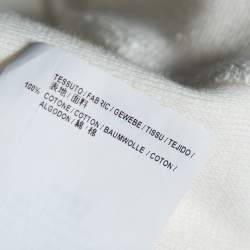 TESSUTO/FABRIC/GEWEBE/TISSU/TEJIDO/
表地/面料
100% COTONE/COTTON/BAUMWOLLE/COTON/
ALGODON/綿/棉